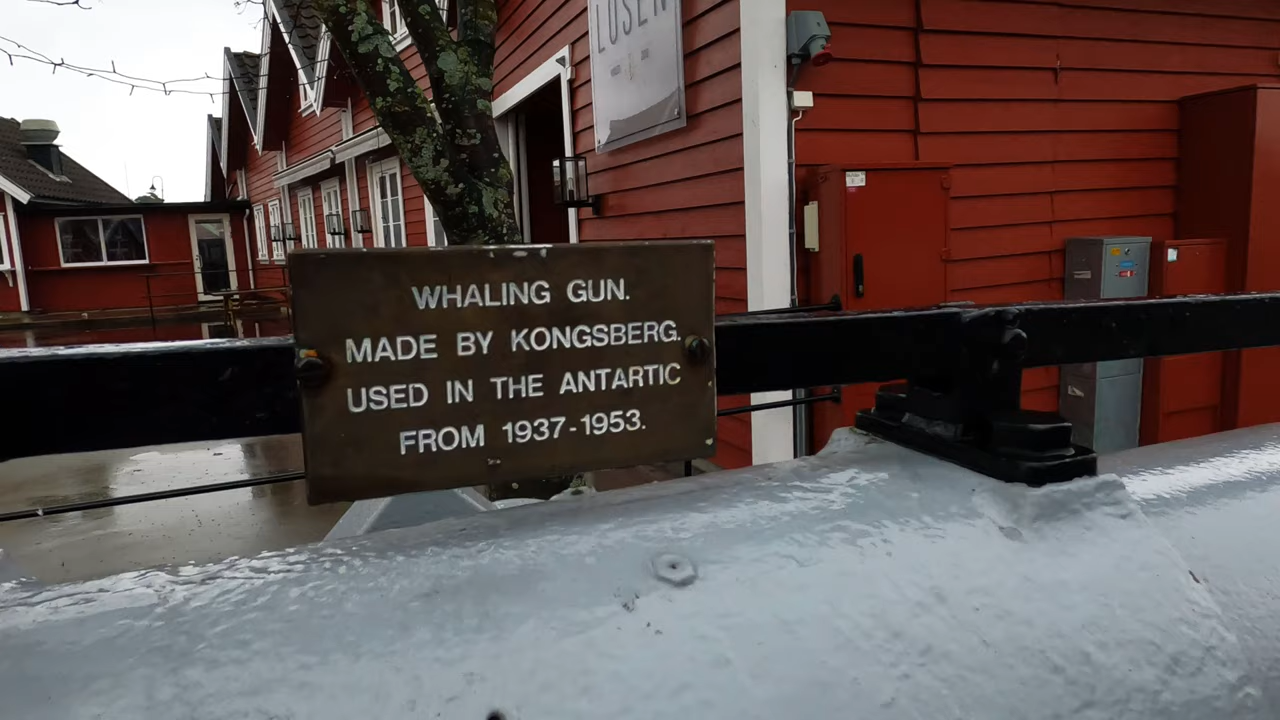 LOSEN
WHALING GUN.
MADE BY KONGSBERG.
USED IN THE ANTARTIC
FROM 1937-1953.